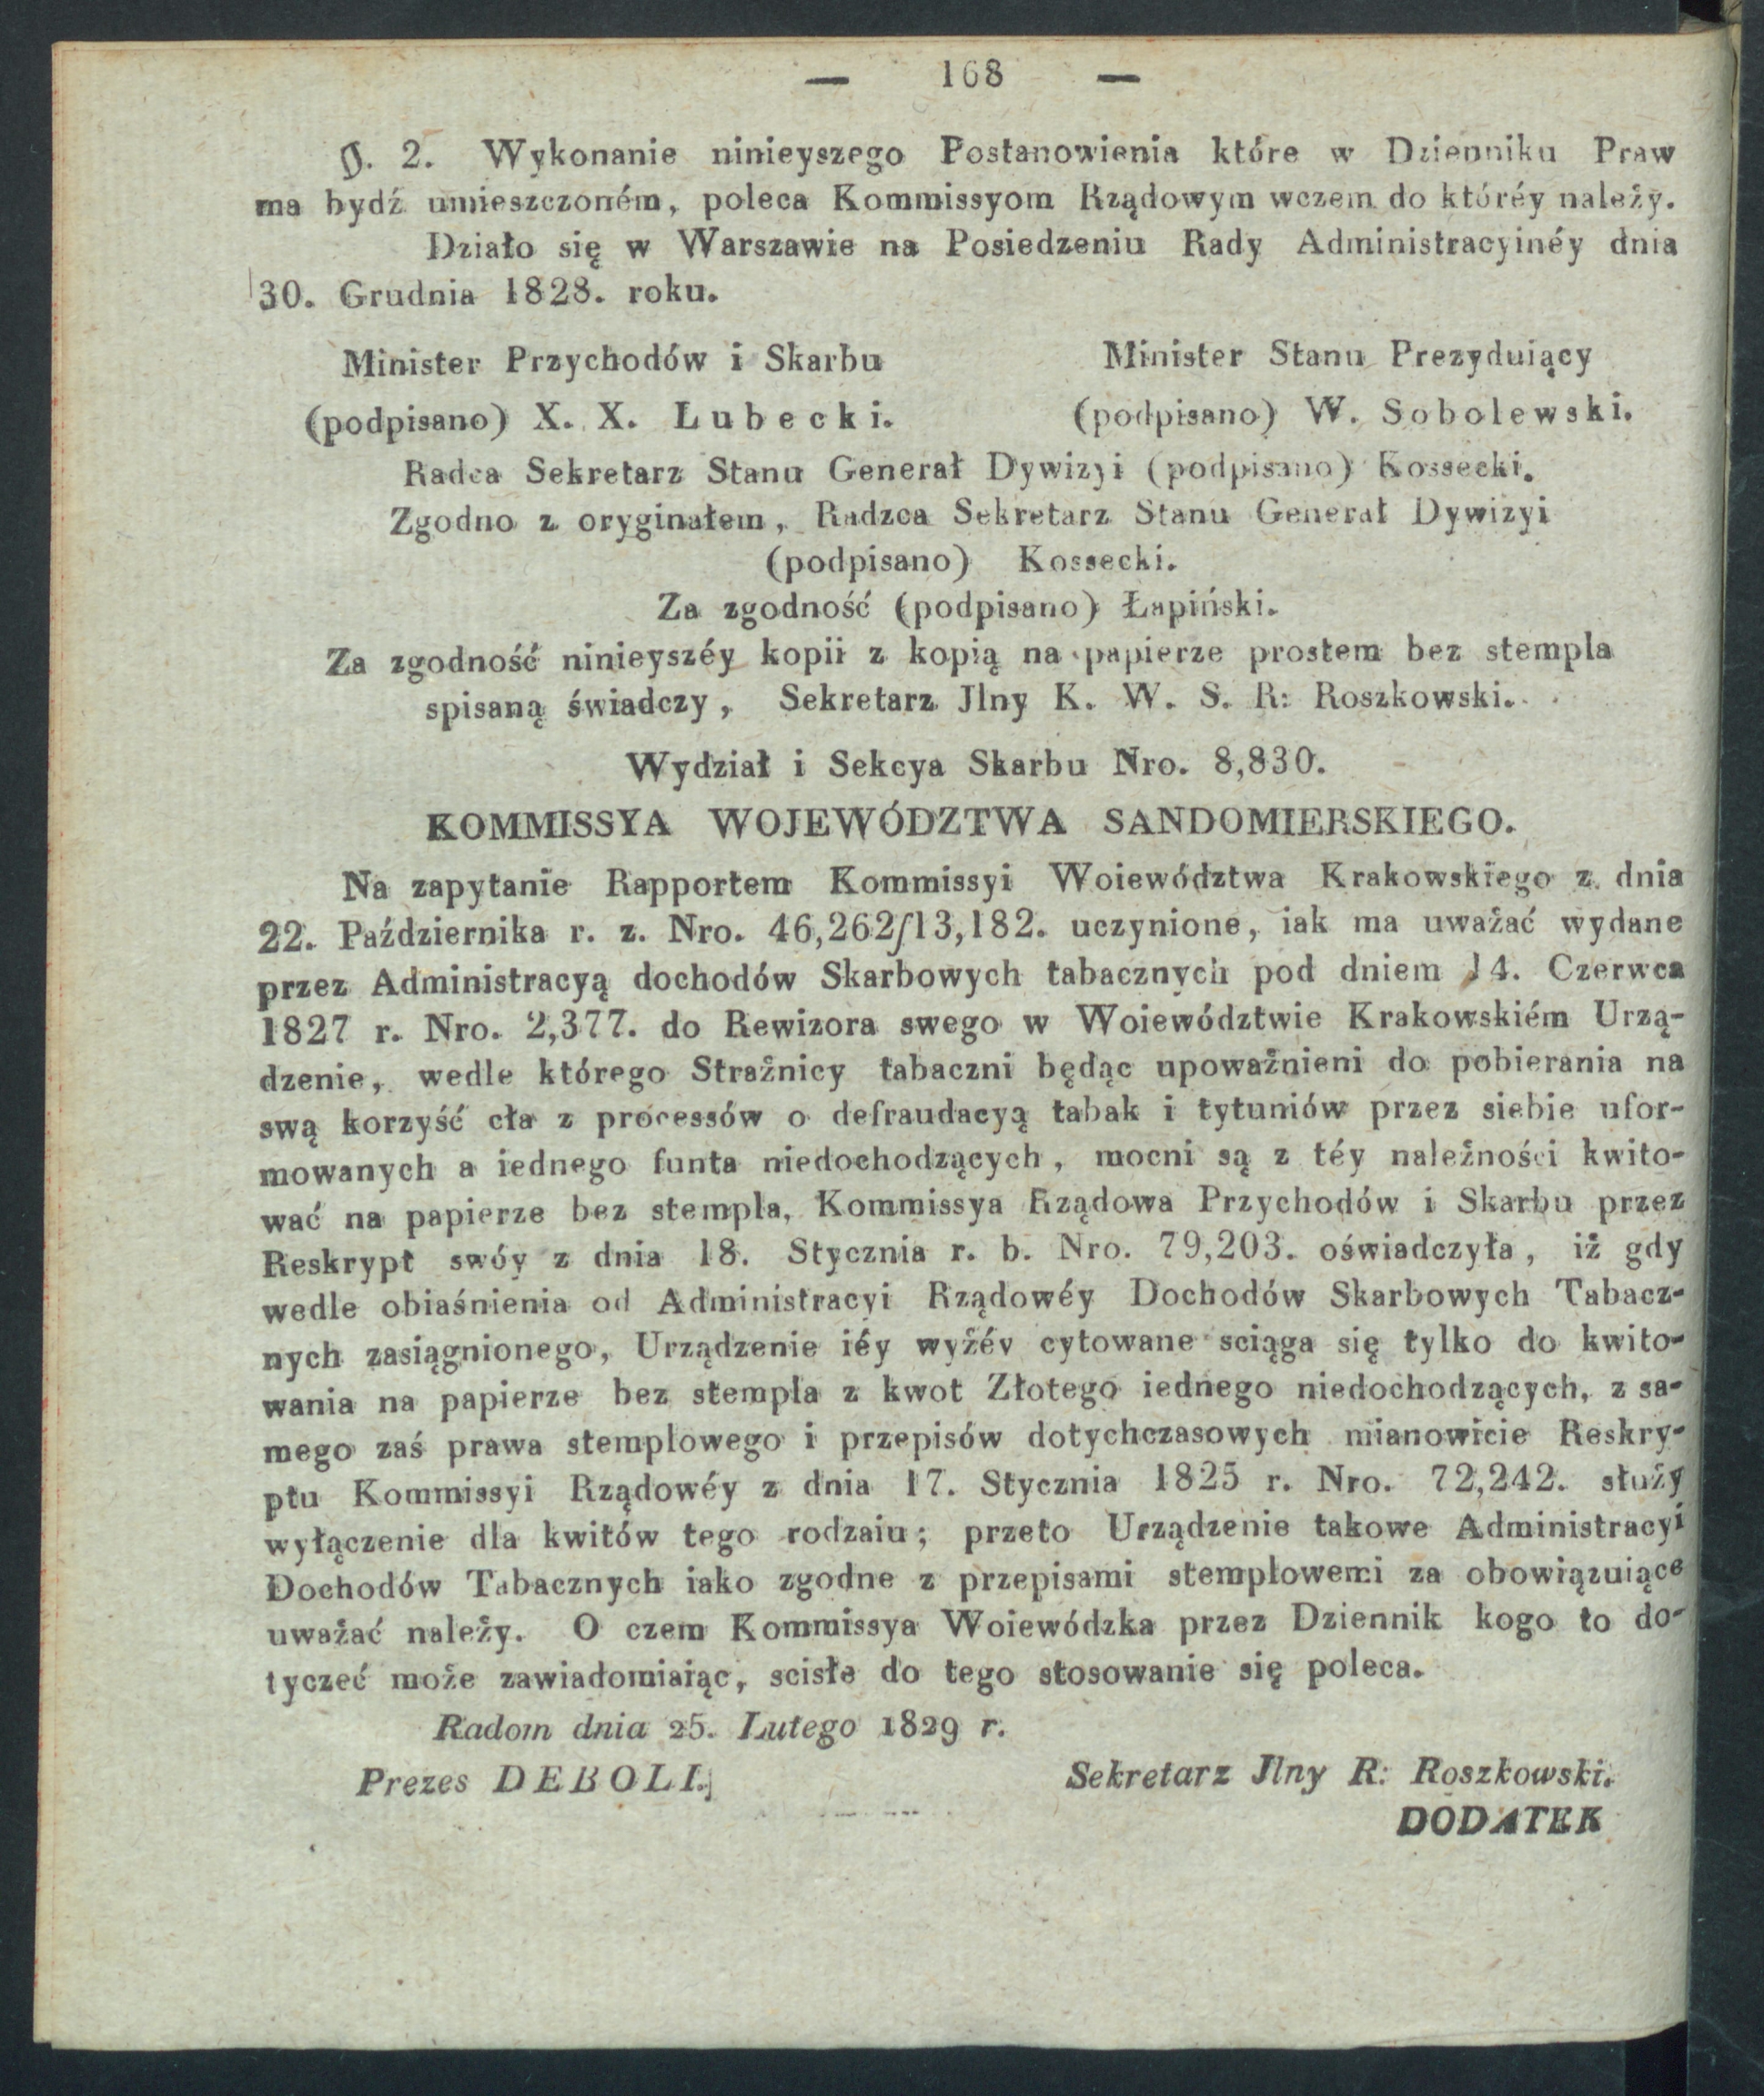 — 168 —
§. 2. Wykonanie ninieyszego Postanowienia które w Dzienniku Praw
ma bydź umieszczoném, poleca Kommissyom Rządowym wczem do któréy należy.
Działo się w Warszawie na Posiedzeniu Rady Administracyinéy dnia
30. Grudnia 1828. roku.
Minister Przychodów i Skarbu
Minister Stanu Prezyduiący
(podpisano) X. X. Lubecki.
(podpisano) W. Sobolewski.
Radca Sekretarz Stanu Generał Dywizyi (podpisano) Kossecki.
Zgodno z oryginałem, Radzca Sekretarz Stanu Generał Dywizyi
(podpisano) Kossecki.
Za zgodność (podpisano) Łapiński.
Za zgodność ninieyszéy kopii z kopią na papierze prostem bez stempla
spisaną świadczy, Sekretarz Jlny K. W. S. R: Roszkowski.
Wydział i Sekcya Skarbu Nro. 8,830.
KOMMISSYA WOJEWÓDZTWA SANDOMIERSKIEGO.
Na zapytanie Rapportem Kommissyi Woiewództwa Krakowskiego z dnia
22. Października r. z. Nro. 46,262/13,182. uczynione, iak ma uważać wydane
przez Administracyą dochodów Skarbowych tabacznych pod dniem 14. Czerwca
1827 r. Nro. 2,377. do Rewizora swego w Woiewództwie Krakowskiém Urzą-
dzenie, wedle którego Strażnicy tabaczni będąc upoważnieni do pobierania na
swą korzyść cła z processów o defraudacyą tabak i tytuniów przez siebie ufor-
mowanych a iednego funta niedochodzących, mocni są z téy należności kwito-
wać na papierze bez stempla, Kommissya Rządowa Przychodów i Skarbu przez
Reskrypt swóy z dnia 18. Stycznia r. b. Nro. 79,203. oświadczyła, iż gdy
wedle obiaśnienia od Administracyi Rządowéy Dochodów Skarbowych Tabacz-
nych zasiągnionego, Urządzenie iéy wyżéy cytowane sciąga się tylko do kwito-
wania na papierze bez stempla z kwot Złotego iednego niedochodzących, z sa-
mego zaś prawa stemplowego i przepisów dotychczasowych mianowicie Reskry-
ptu Kommissyi Rządowéy z dnia 17. Stycznia 1825 r. Nro. 72,242. służy
wyłączenie dla kwitów tego rodzaiu; przeto Urządzenie takowe Administracyi
Dochodów Tabacznych iako zgodne z przepisami stemplowemi za obowiązuiące
uważać należy. O czem Kommissya Woiewódzka przez Dziennik kogo to do-
tyczeć może zawiadomiaiąc, scisłe do tego stosowanie się poleca.
Radom dnia 25. Lutego 1829 r.
Prezes DEBOLI.
Sekretarz Jlny R: Roszkowski.
DODATEK